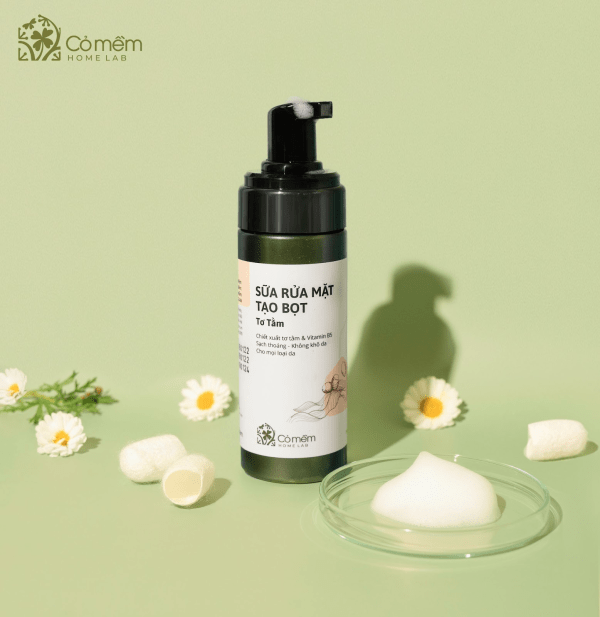 Cỏ mềm
HOME LAB
SỮA RỬA MẶT
TẠO BỌT
Tơ Tằm
Chiết xuất tơ tằm & Vitamin B5
Sạch thoáng - Không khô da
Cho mọi loại da
Cỏ mềm
HOME LAB